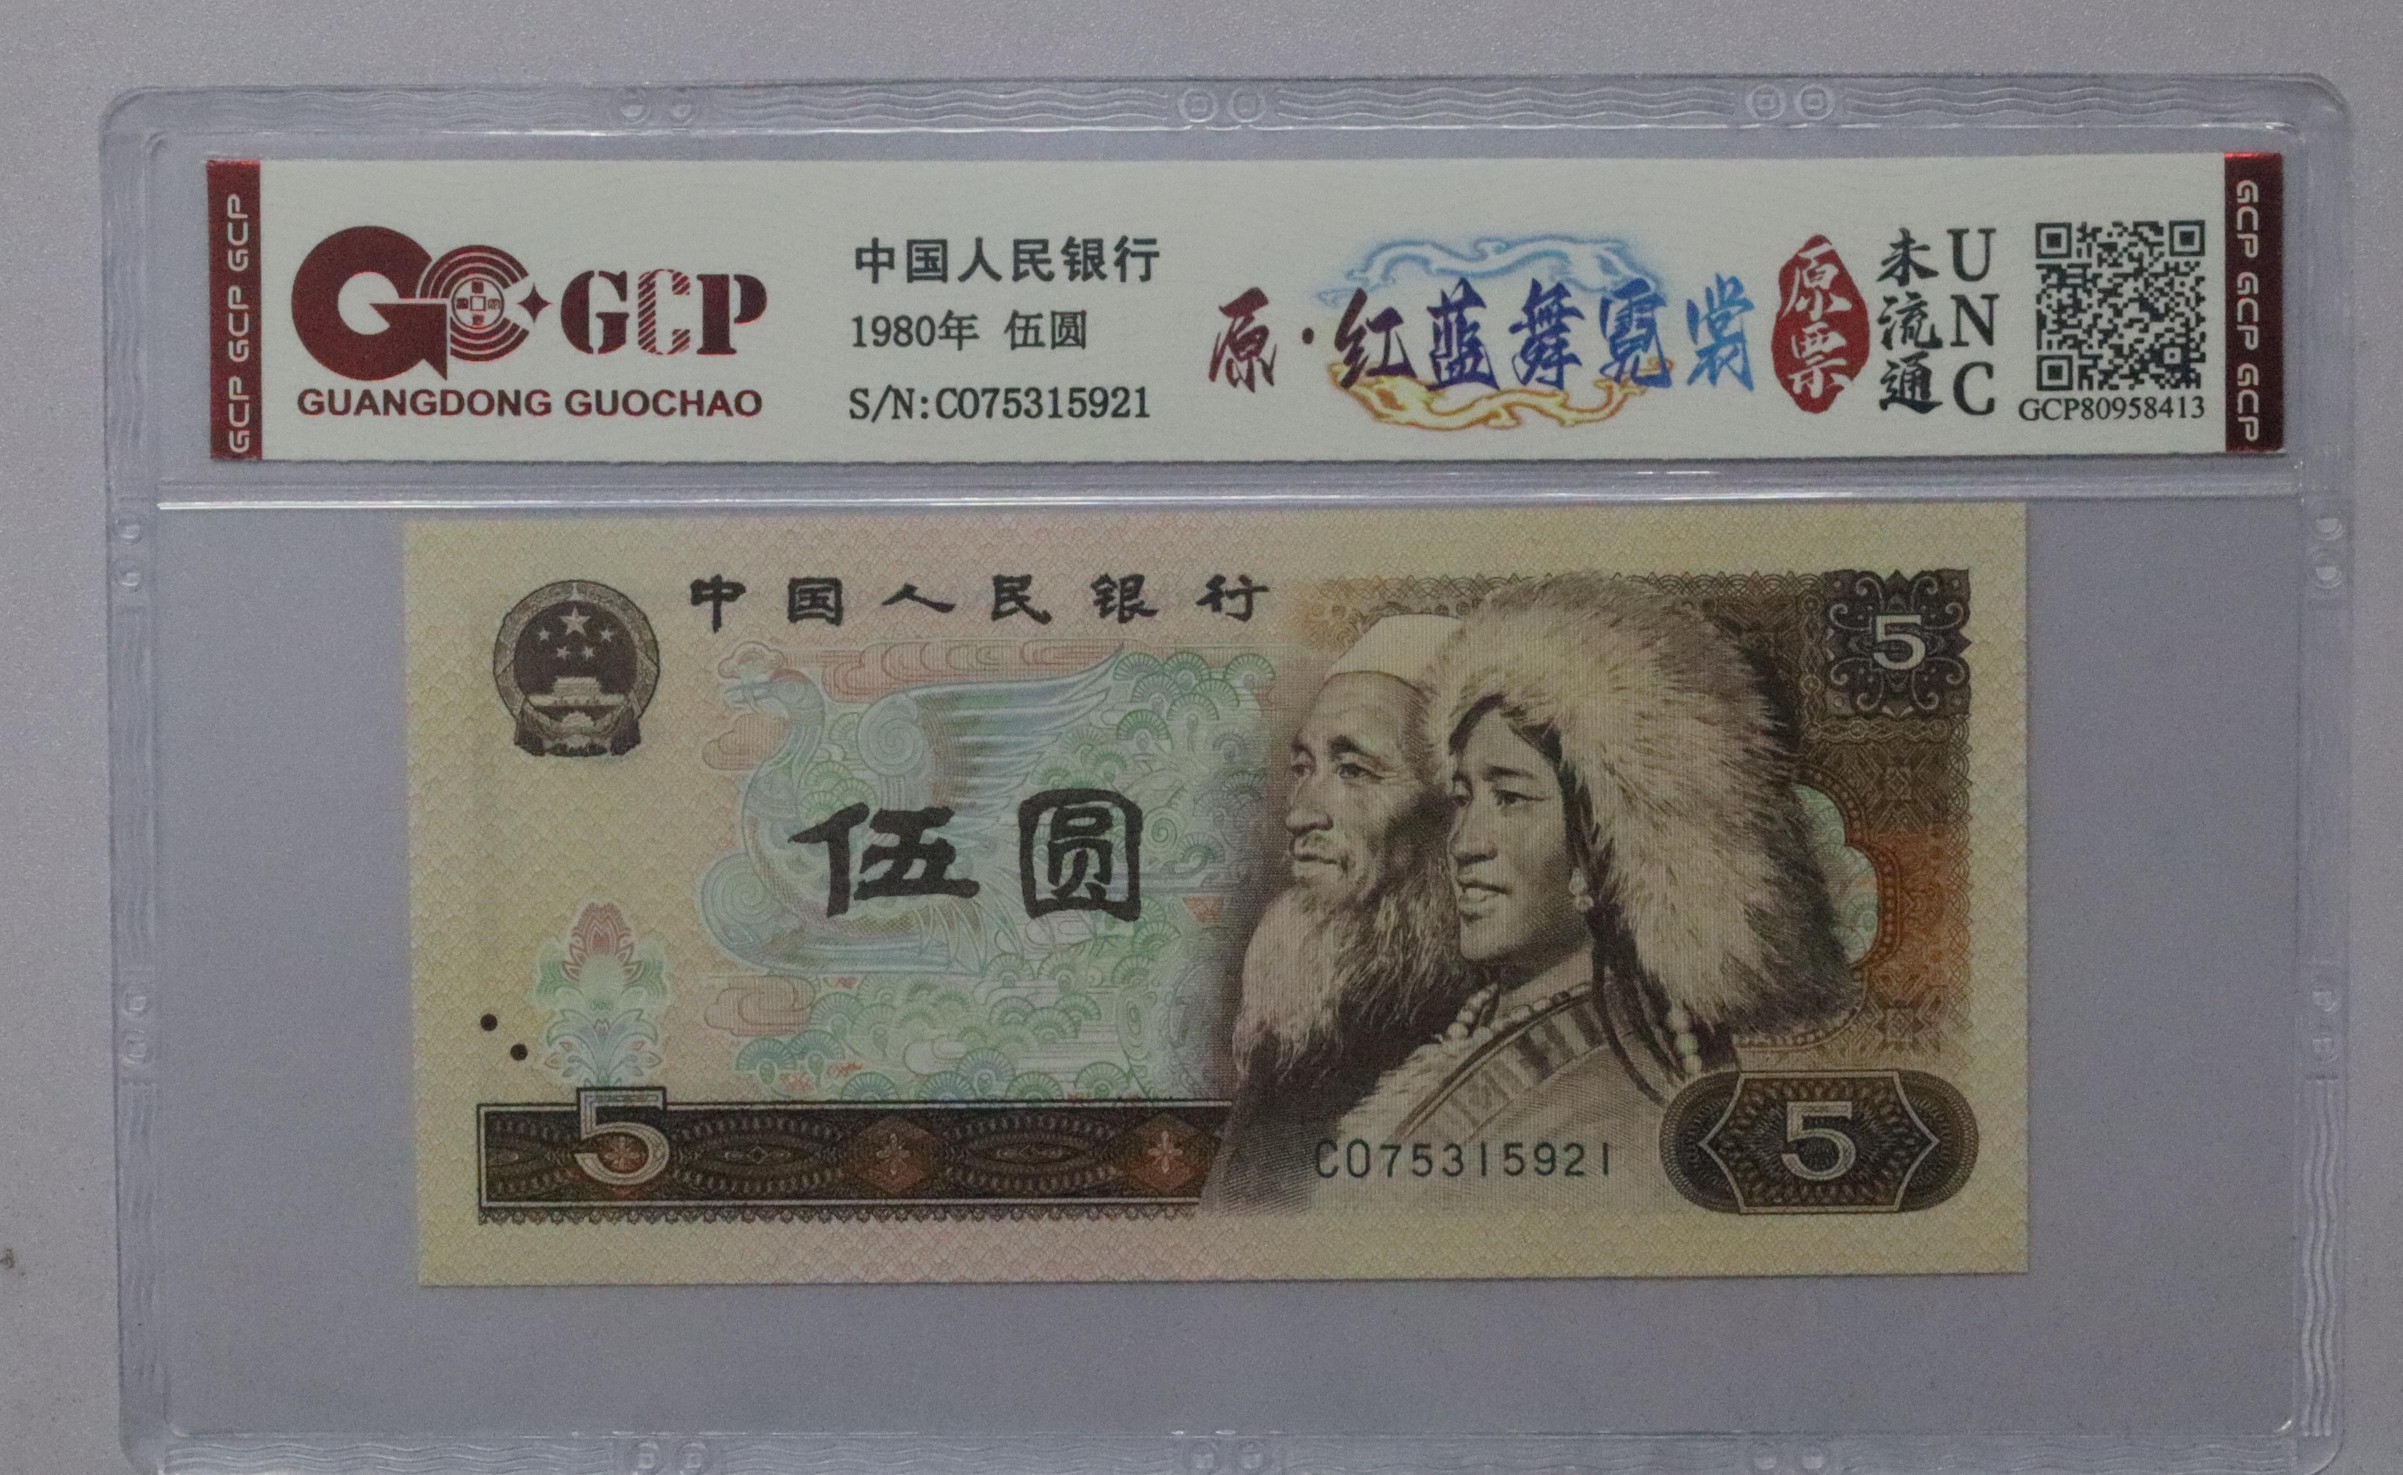 GCP GCP GCP
GCP
GUANGDONG GUOCHAO
中国人民银行
1980年 伍圆
S/N:C075315921
原·红蓝舞霓裳
原票
未流通
UNC
GCP80958413
GCP GCP GCP
中国人民银行
5
伍圆
5
C075315921
5